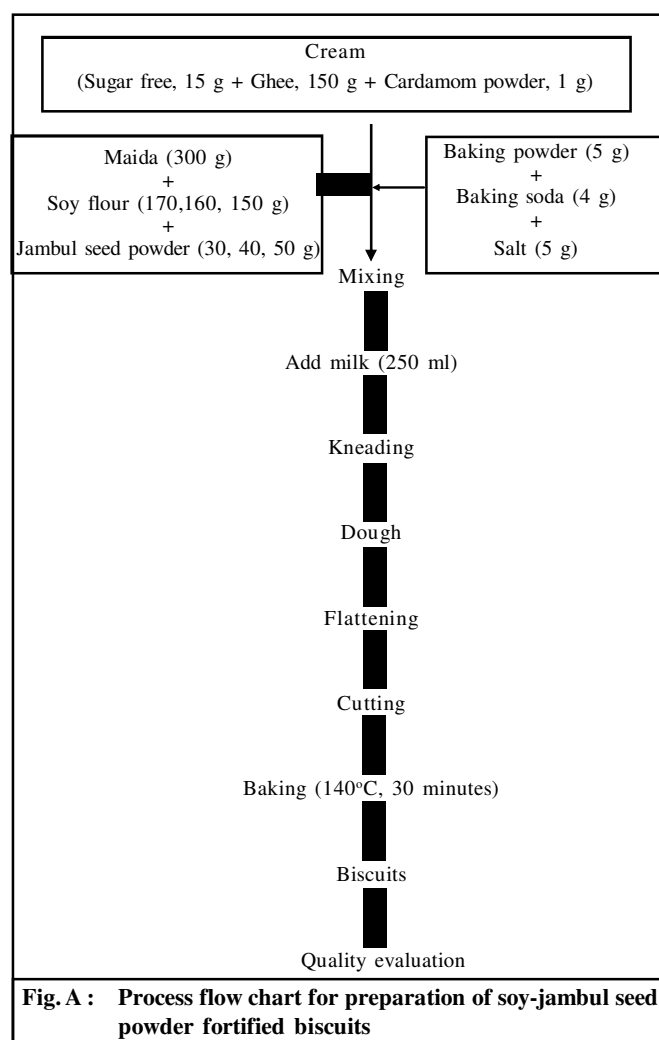 Cream
(Sugar free, 15 g + Ghee, 150 g + Cardamom powder, 1 g)
Maida (300 g)
+
Soy flour (170,160, 150 g)
+
Jambul seed powder (30, 40, 50 g)
Baking powder (5 g)
+
Baking soda (4 g)
+
Salt (5 g)
Mixing
Add milk (250 ml)
Kneading
Dough
Flattening
Cutting
Baking (140°C, 30 minutes)
Biscuits
Quality evaluation
Fig. A : Process flow chart for preparation of soy-jambul seed
powder fortified biscuits